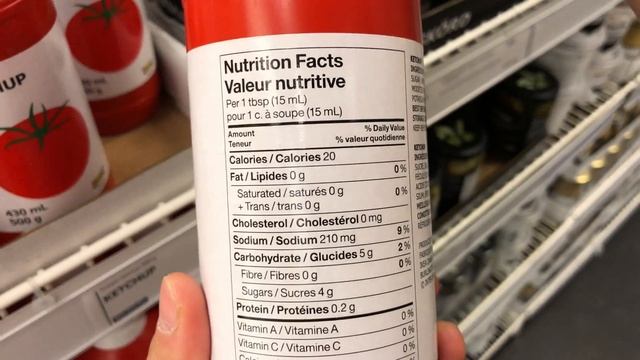 Nutrition Facts
Valeur nutritive
Per 1 tbsp (15 mL)
pour 1 c. à soupe (15 mL)
Amount % Daily Value
Teneur % valeur quotidienne
Calories / Calories 20
Fat / Lipides 0 g 0 %
Saturated / saturés 0 g 0 %
+ Trans / trans 0 g
Cholesterol / Cholestérol 0 mg
Sodium / Sodium 210 mg 9 %
Carbohydrate / Glucides 5 g 2 %
Fibre / Fibres 0 g 0 %
Sugars / Sucres 4 g
Protein / Protéines 0.2 g
Vitamin A / Vitamine A 0 %
Vitamin C / Vitamine C 0 %
0 %
UP
430 mL
500 g
KETCHUP